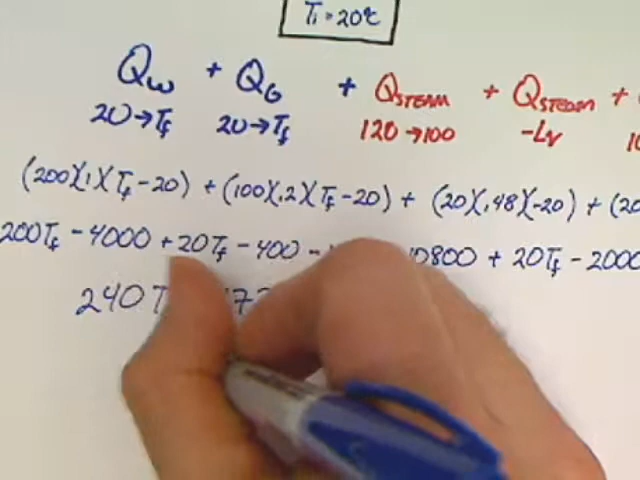 Ti = 20°C
Qw + QG + QSTEAM + QSTEAM +
20→Tf 20→Tf 120→100 -Lv
(200)(1)(Tf-20) + (100)(.2)(Tf-20) + (20)(.48)(-20) + (20
200Tf - 4000 + 20Tf - 400 - 10800 + 20Tf - 2000
240T